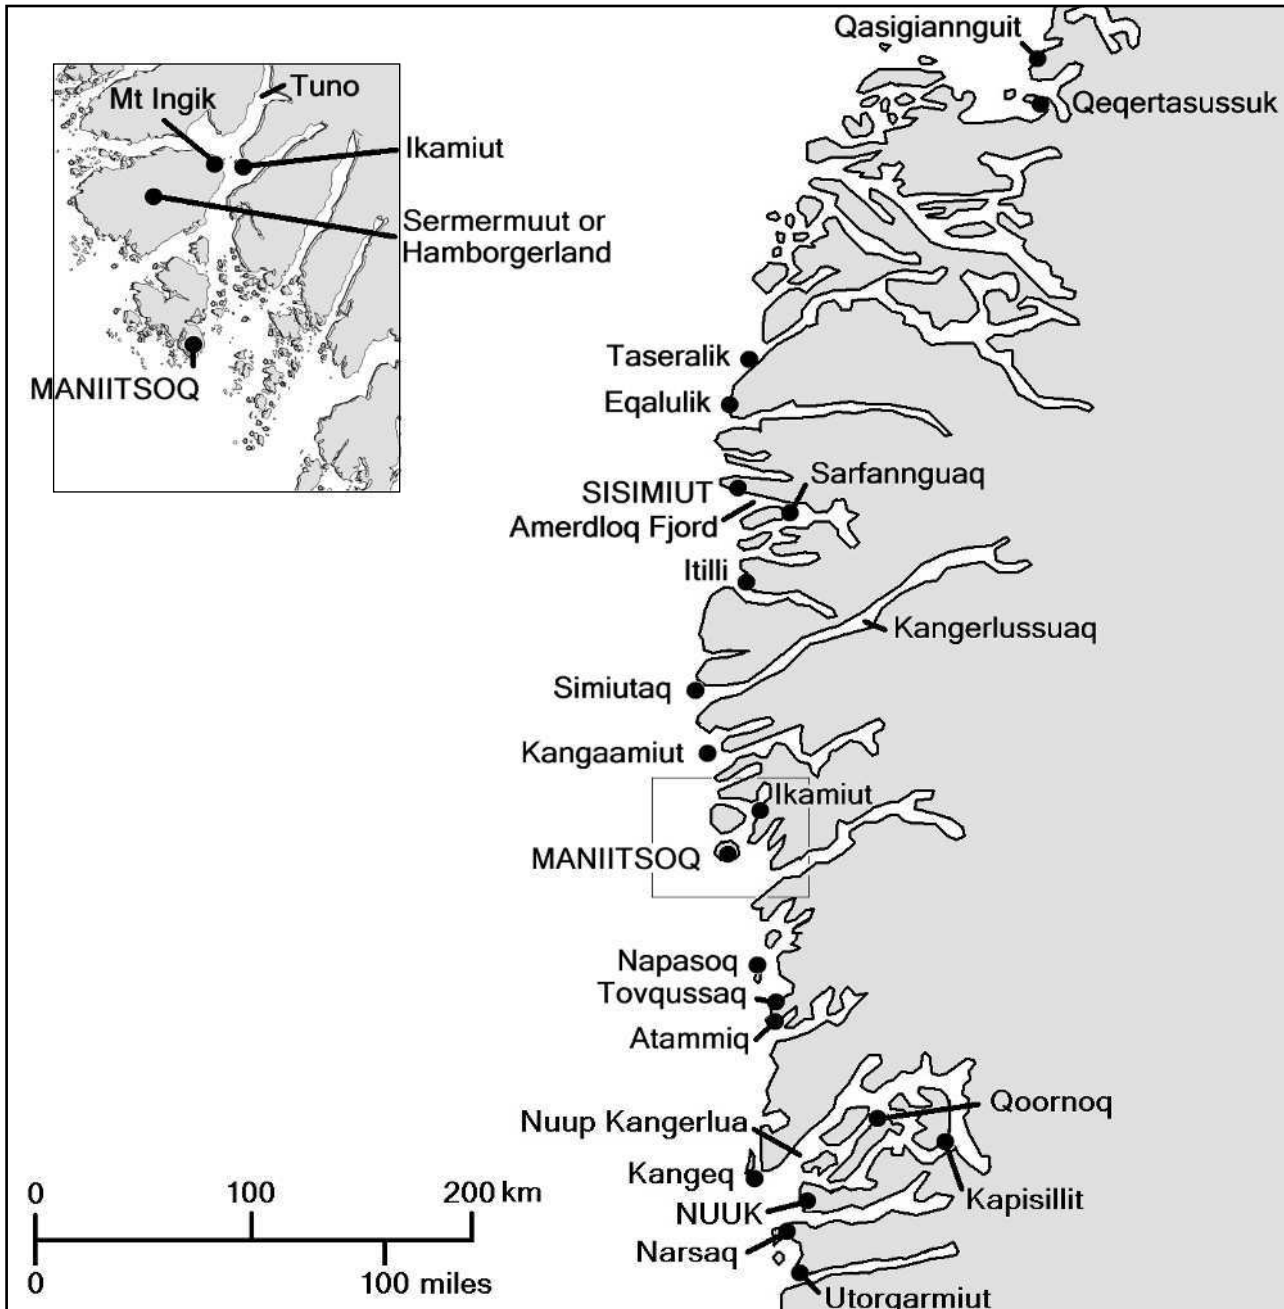 Qasigiannguit
Qeqertasussuk
Mt Ingik
Tuno
Ikamiut
Sermermuut or
Hamborgerland
MANIITSOQ
Taseralik
Eqalulik
Sarfannguaq
SISIMIUT
Amerdloq Fjord
Itilli
Kangerlussuaq
Simiutaq
Kangaamiut
Ikamiut
MANIITSOQ
Napasoq
Tovqussaq
Atammiq
Qoornoq
Nuup Kangerlua
Kangeq
NUUK
Kapisillit
Narsaq
Utorqarmiut
0 100 200 km
0 100 miles